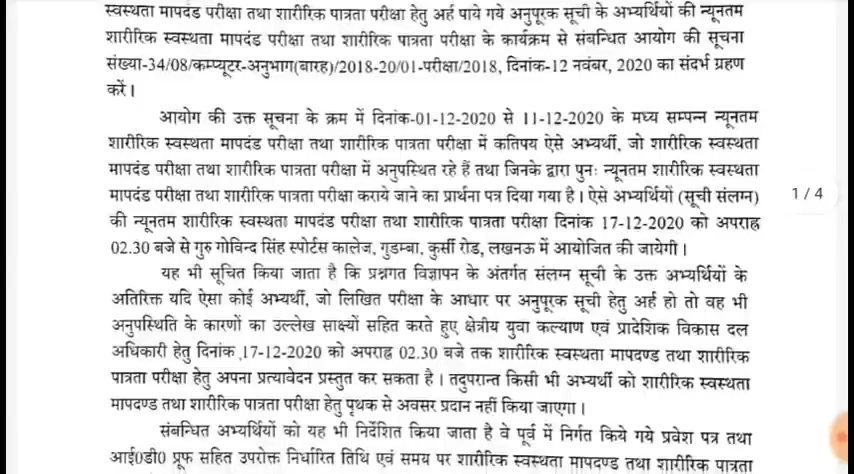 स्वस्थता मापदंड परीक्षा तथा शारीरिक पात्रता परीक्षा हेतु अर्ह पाये गये अनुपूरक सूची के अभ्यर्थियों की न्यूनतम
शारीरिक स्वस्थता मापदंड परीक्षा तथा शारीरिक पात्रता परीक्षा के कार्यक्रम से संबन्धित आयोग की सूचना
संख्या-34/08/कम्प्यूटर-अनुभाग(बारह)/2018-20/01-परीक्षा/2018, दिनांक-12 नवंबर, 2020 का संदर्भ ग्रहण
करें।
आयोग की उक्त सूचना के क्रम में दिनांक-01-12-2020 से 11-12-2020 के मध्य सम्पन्न न्यूनतम
शारीरिक स्वस्थता मापदंड परीक्षा तथा शारीरिक पात्रता परीक्षा में कतिपय ऐसे अभ्यर्थी, जो शारीरिक स्वस्थता
मापदंड परीक्षा तथा शारीरिक पात्रता परीक्षा में अनुपस्थित रहे हैं तथा जिनके द्वारा पुनः न्यूनतम शारीरिक स्वस्थता
मापदंड परीक्षा तथा शारीरिक पात्रता परीक्षा कराये जाने का प्रार्थना पत्र दिया गया है। ऐसे अभ्यर्थियों (सूची संलग्न)
की न्यूनतम शारीरिक स्वस्थता मापदंड परीक्षा तथा शारीरिक पात्रता परीक्षा दिनांक 17-12-2020 को अपराह्न
02.30 बजे से गुरु गोविन्द सिंह स्पोर्टस कालेज, गुडम्बा, कुर्सी रोड, लखनऊ में आयोजित की जायेगी।
यह भी सूचित किया जाता है कि प्रश्नगत विज्ञापन के अंतर्गत संलग्न सूची के उक्त अभ्यर्थियों के
अतिरिक्त यदि ऐसा कोई अभ्यर्थी, जो लिखित परीक्षा के आधार पर अनुपूरक सूची हेतु अर्ह हो तो वह भी
अनुपस्थिति के कारणों का उल्लेख साक्ष्यों सहित करते हुए क्षेत्रीय युवा कल्याण एवं प्रादेशिक विकास दल
अधिकारी हेतु दिनांक 17-12-2020 को अपराह्न 02.30 बजे तक शारीरिक स्वस्थता मापदण्ड तथा शारीरिक
पात्रता परीक्षा हेतु अपना प्रत्यावेदन प्रस्तुत कर सकता है। तदुपरान्त किसी भी अभ्यर्थी को शारीरिक स्वस्थता
मापदण्ड तथा शारीरिक पात्रता परीक्षा हेतु पृथक से अवसर प्रदान नहीं किया जाएगा।
संबन्धित अभ्यर्थियों को यह भी निर्देशित किया जाता है वे पूर्व में निर्गत किये गये प्रवेश पत्र तथा
आई0डी0 प्रूफ सहित उपरोक्त निर्धारित तिथि एवं समय पर शारीरिक स्वस्थता मापदण्ड तथा शारीरिक पात्रता
1 / 4